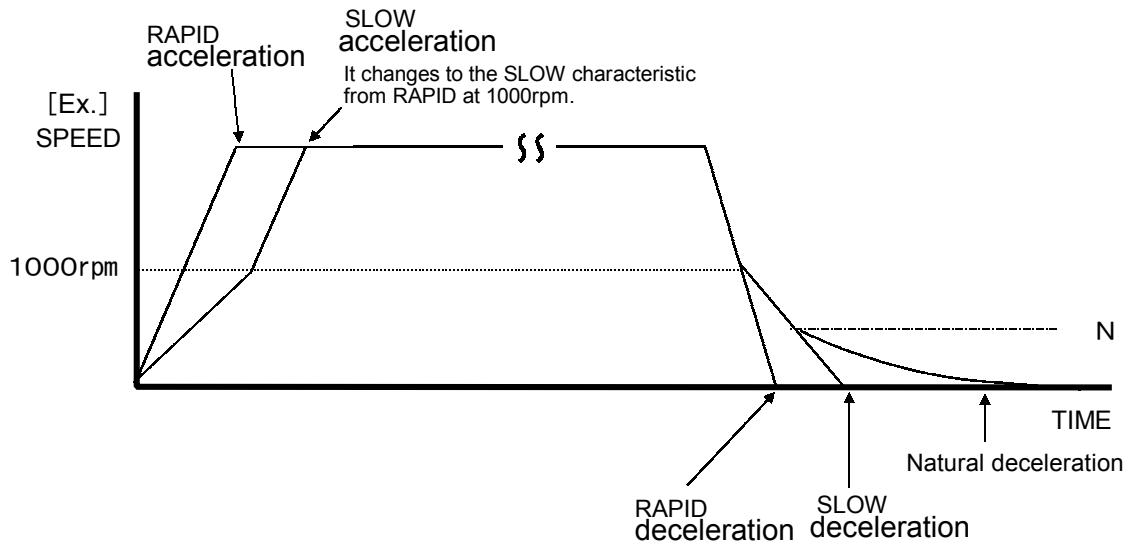 RAPID
acceleration
SLOW
acceleration
It changes to the SLOW characteristic
from RAPID at 1000rpm.
[Ex.]
SPEED
1000rpm
N
TIME
Natural deceleration
RAPID
deceleration
SLOW
deceleration